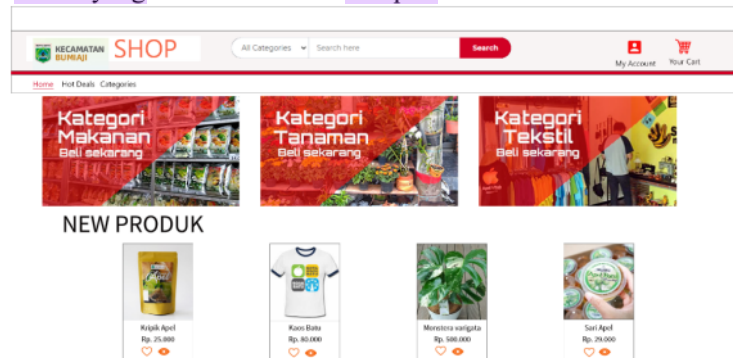 KECAMATAN
BUMIAJI
SHOP
All Categories
Search here
Search
My Account
Your Cart
Home Hot Deals Categories
Kategori
Makanan
Beli sekarang
Kategori
Tanaman
Beli sekarang
Kategori
Tekstil
Beli sekarang
NEW PRODUK
Kripik Apel
Rp. 25.000
Kaos Batu
Rp. 80.000
Monstera varigata
Rp. 500.000
Sari Apel
Rp. 29.000